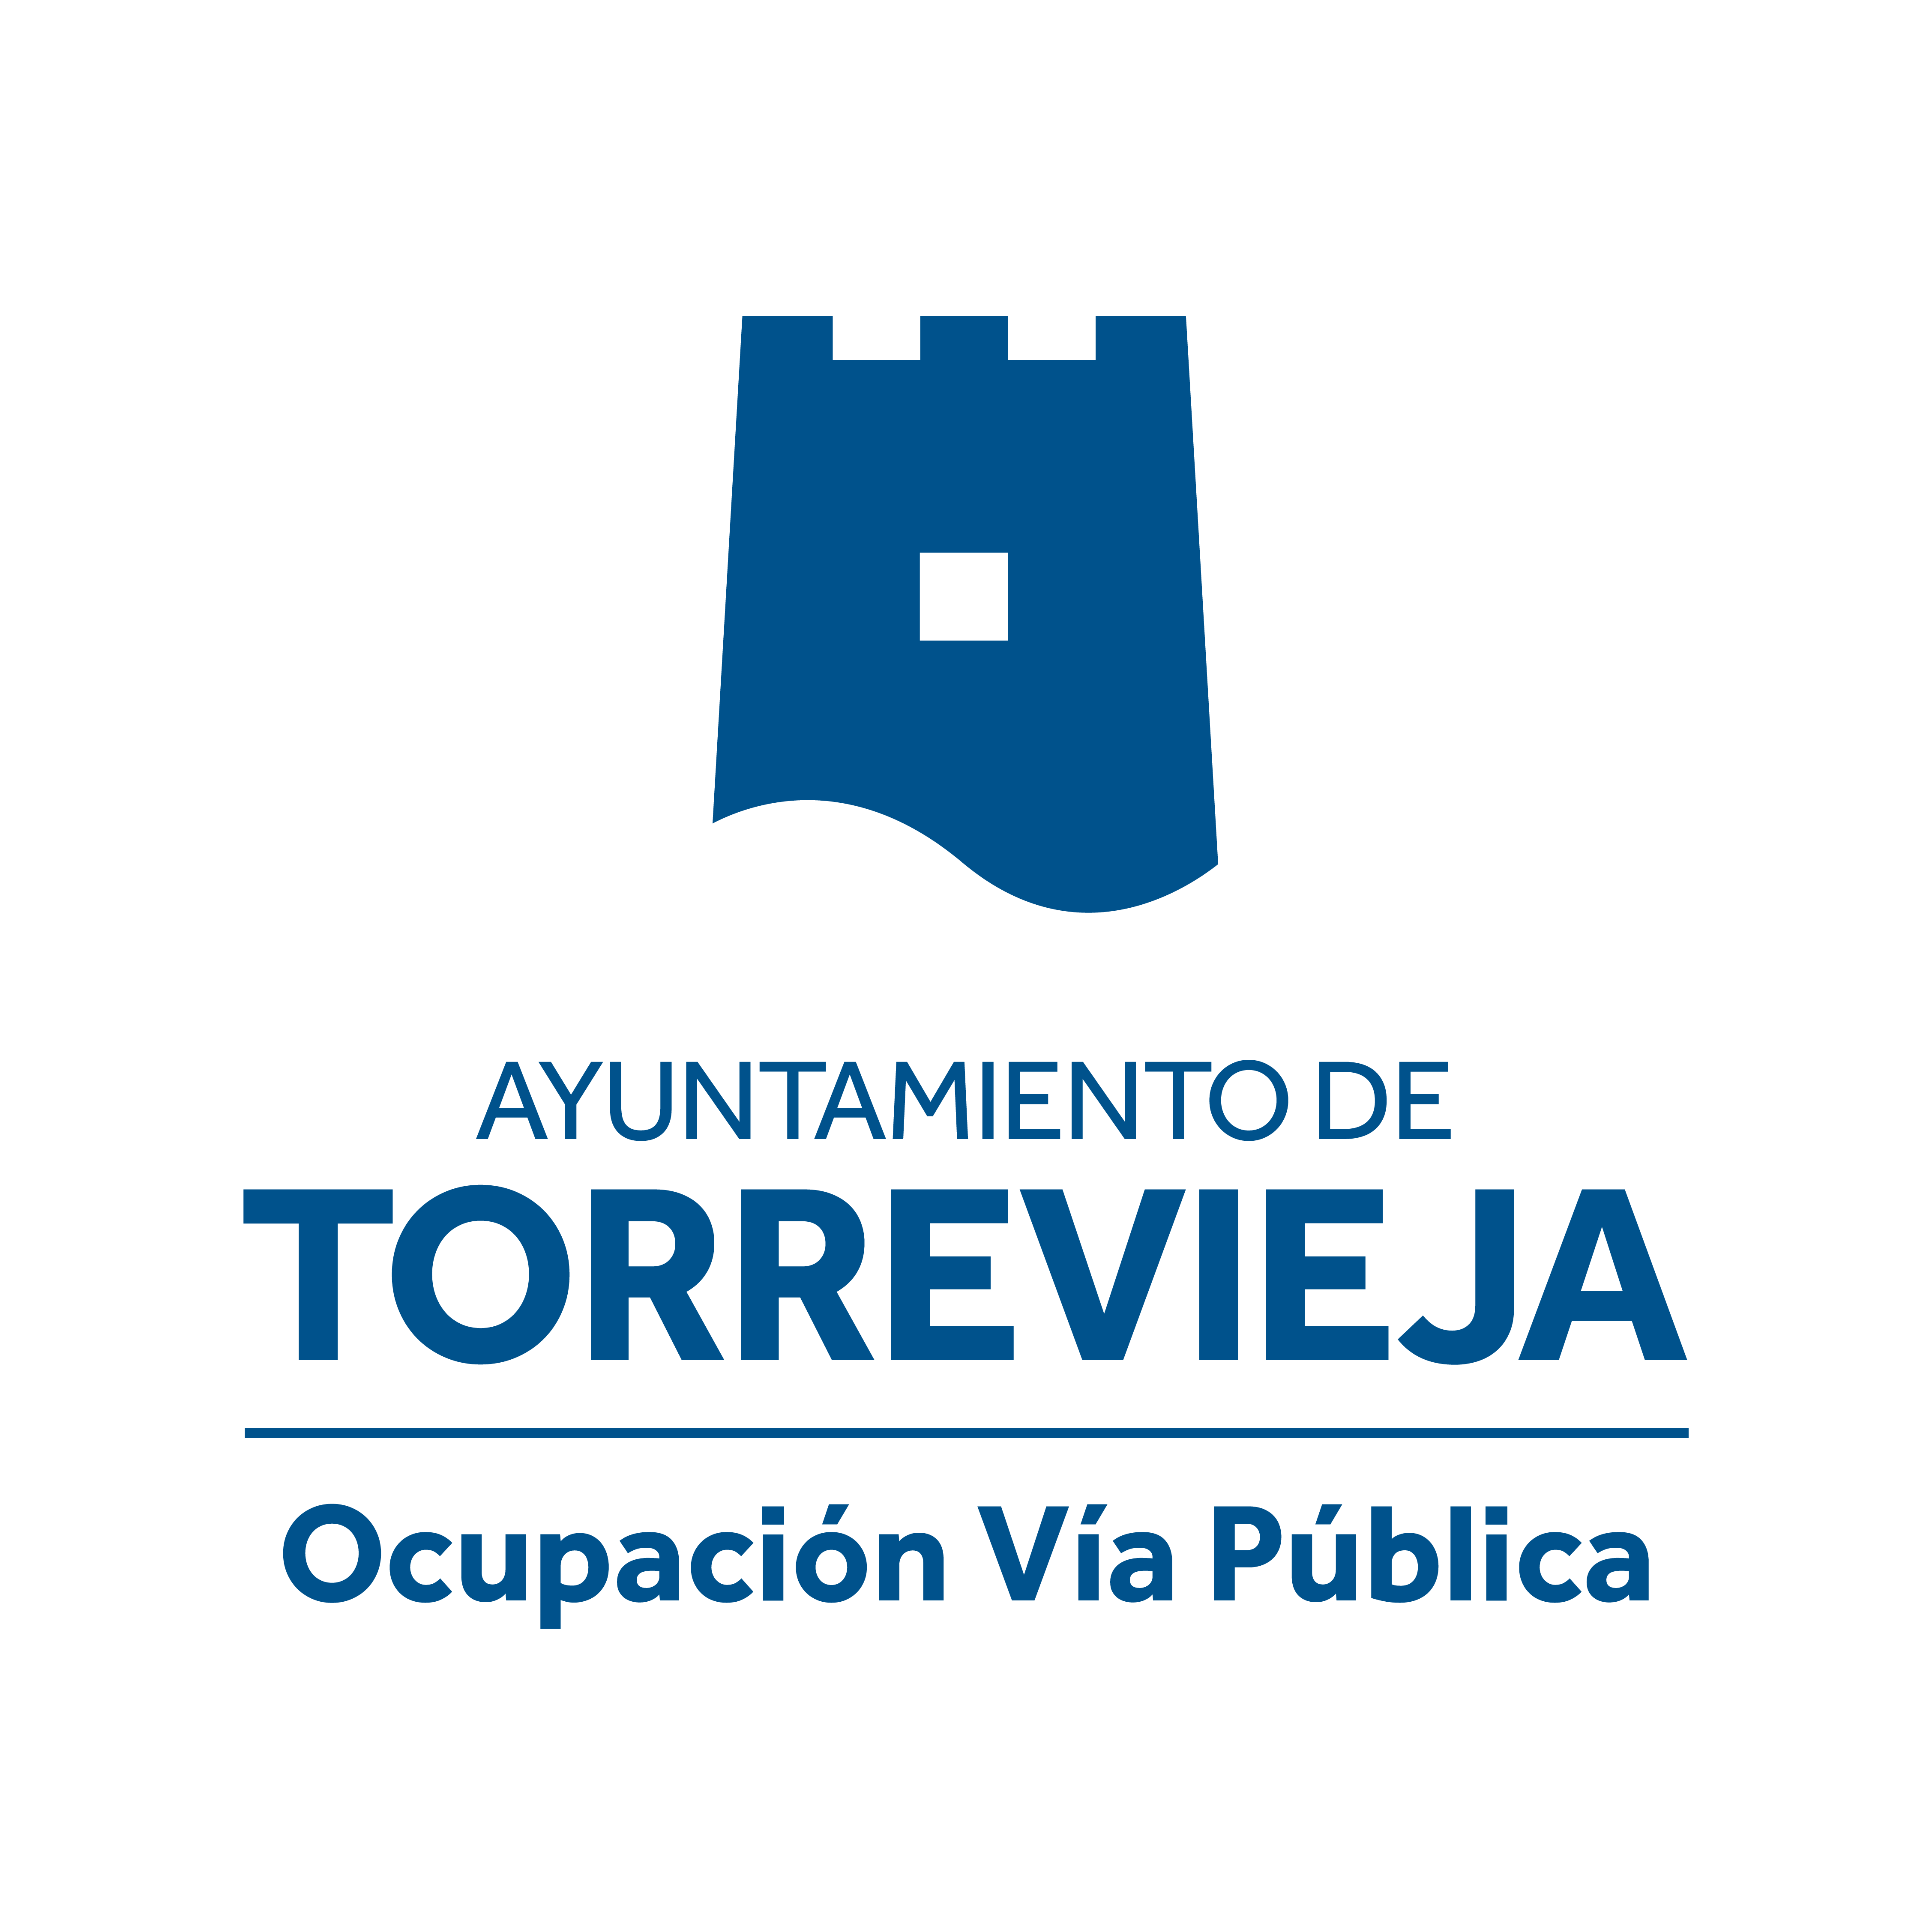 AYUNTAMIENTO DE
TORREVIEJA
Ocupación Vía Pública